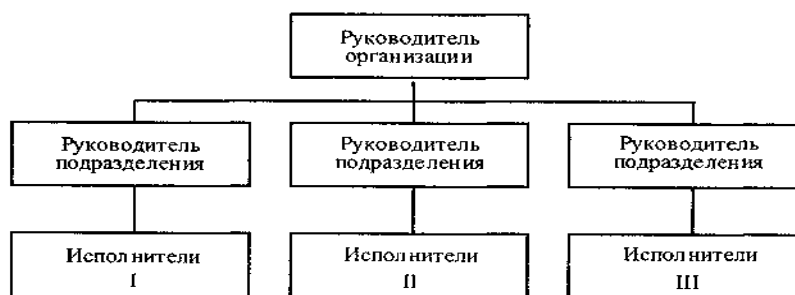 Руководитель
организации
Руководитель
подразделения
Руководитель
подразделения
Руководитель
подразделения
Исполнители
I
Исполнители
II
Исполнители
III